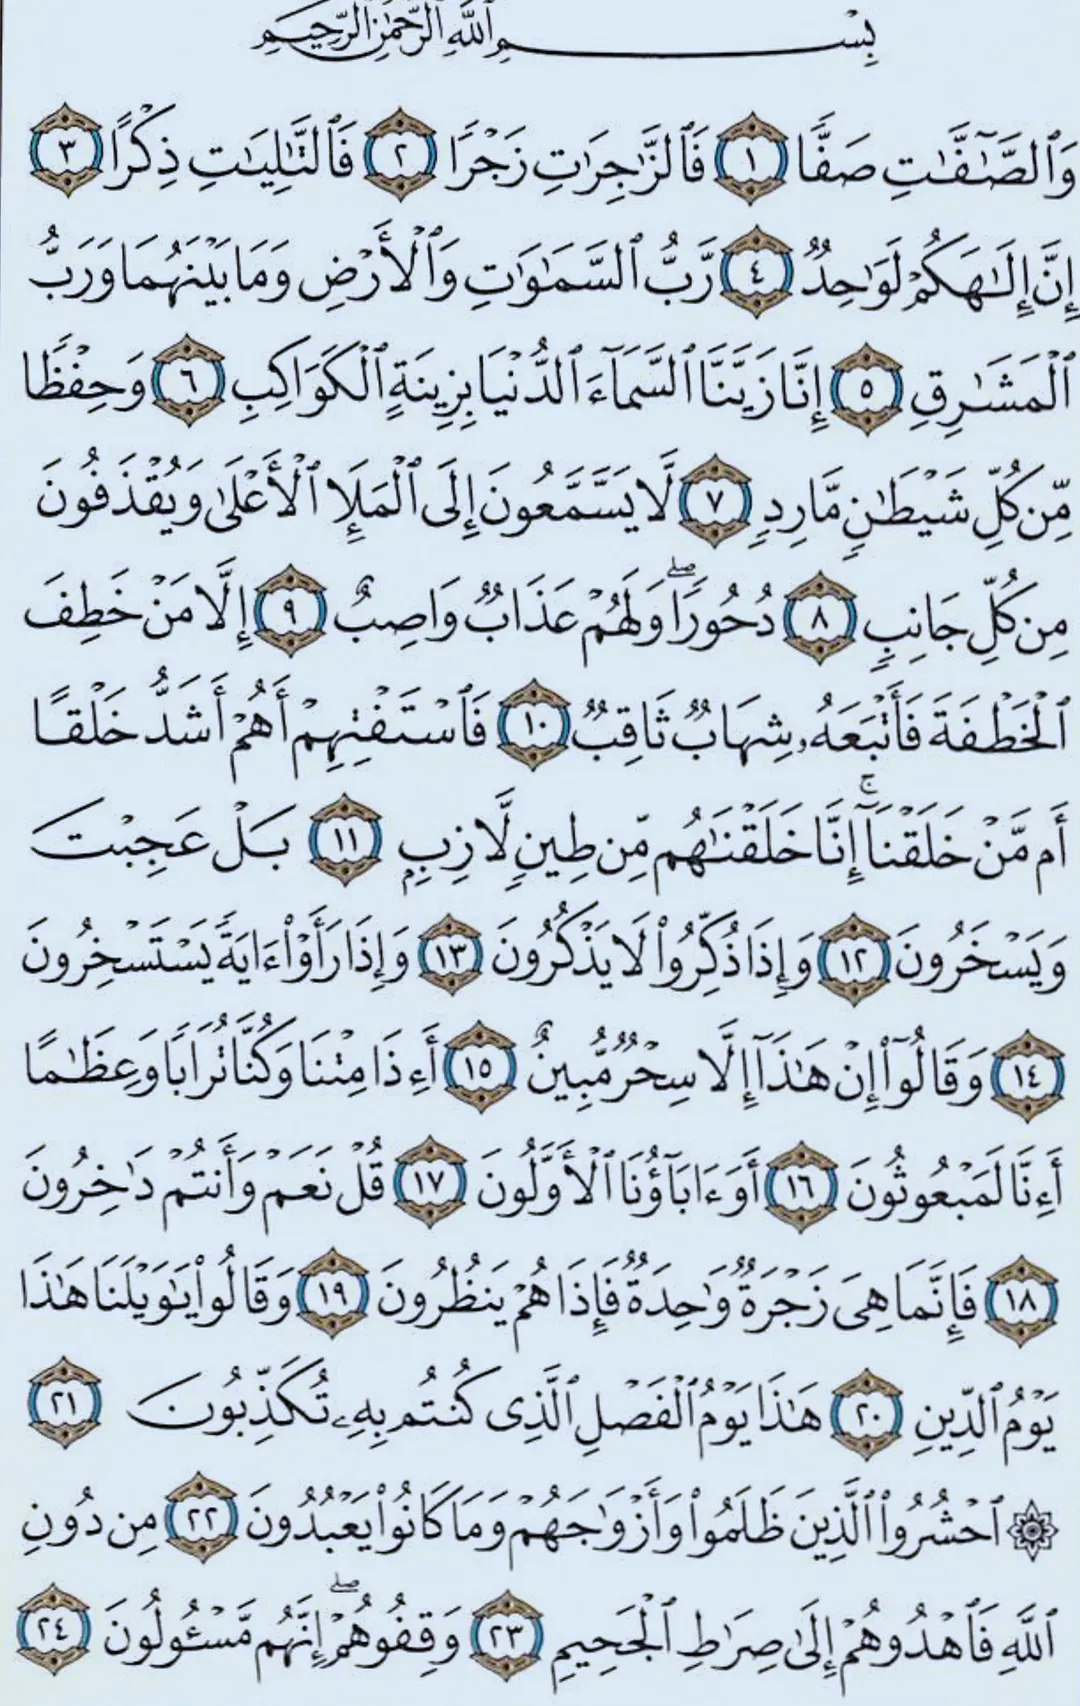 بِسْمِ ٱللَّهِ ٱلرَّحْمَٰنِ ٱلرَّحِيمِ
وَٱلصَّٰٓفَّٰتِ صَفًّا ١ فَٱلزَّٰجِرَٰتِ زَجْرًا ٢ فَٱلتَّٰلِيَٰتِ ذِكْرًا ٣
إِنَّ إِلَٰهَكُمْ لَوَٰحِدٌ ٤ رَّبُّ ٱلسَّمَٰوَٰتِ وَٱلْأَرْضِ وَمَا بَيْنَهُمَا وَرَبُّ
ٱلْمَشَٰرِقِ ٥ إِنَّا زَيَّنَّا ٱلسَّمَآءَ ٱلدُّنْيَا بِزِينَةٍ ٱلْكَوَاكِبِ ٦ وَحِفْظًا
مِّن كُلِّ شَيْطَٰنٍ مَّارِدٍ ٧ لَّا يَسَّمَّعُونَ إِلَى ٱلْمَلَإِ ٱلْأَعْلَىٰ وَيُقْذَفُونَ
مِن كُلِّ جَانِبٍ ٨ دُحُورًا ۖ وَلَهُمْ عَذَابٌ وَاصِبٌ ٩ إِلَّا مَنْ خَطِفَ
ٱلْخَطْفَةَ فَأَتْبَعَهُۥ شِهَابٌ ثَاقِبٌ ١٠ فَٱسْتَفْتِهِمْ أَهُمْ أَشَدُّ خَلْقًا
أَم مَّنْ خَلَقْنَآ ۚ إِنَّا خَلَقْنَٰهُم مِّن طِينٍ لَّازِبٍۭ ١١ بَلْ عَجِبْتَ
وَيَسْخَرُونَ ١٢ وَإِذَا ذُكِّرُوا۟ لَا يَذْكُرُونَ ١٣ وَإِذَا رَأَوْا۟ ءَايَةً يَسْتَسْخِرُونَ
١٤ وَقَالُوٓا۟ إِنْ هَٰذَآ إِلَّا سِحْرٌ مُّبِينٌ ١٥ أَءِذَا مِتْنَا وَكُنَّا تُرَابًا وَعِظَٰمًا
أَءِنَّا لَمَبْعُوثُونَ ١٦ أَوَءَابَآؤُنَا ٱلْأَوَّلُونَ ١٧ قُلْ نَعَمْ وَأَنتُمْ دَٰخِرُونَ
١٨ فَإِنَّمَا هِىَ زَجْرَةٌ وَٰحِدَةٌ فَإِذَا هُمْ يَنظُرُونَ ١٩ وَقَالُوا۟ يَٰوَيْلَنَا هَٰذَا
يَوْمُ ٱلدِّينِ ٢٠ هَٰذَا يَوْمُ ٱلْفَصْلِ ٱلَّذِى كُنتُم بِهِۦ تُكَذِّبُونَ ٢١
۞ ٱحْشُرُوا۟ ٱلَّذِينَ ظَلَمُوا۟ وَأَزْوَٰجَهُمْ وَمَا كَانُوا۟ يَعْبُدُونَ ٢٢ مِن دُونِ
ٱللَّهِ فَٱهْدُوهُمْ إِلَىٰ صِرَٰطِ ٱلْجَحِيمِ ٢٣ وَقِفُوهُمْ ۖ إِنَّهُم مَّسْـُٔولُونَ ٢٤